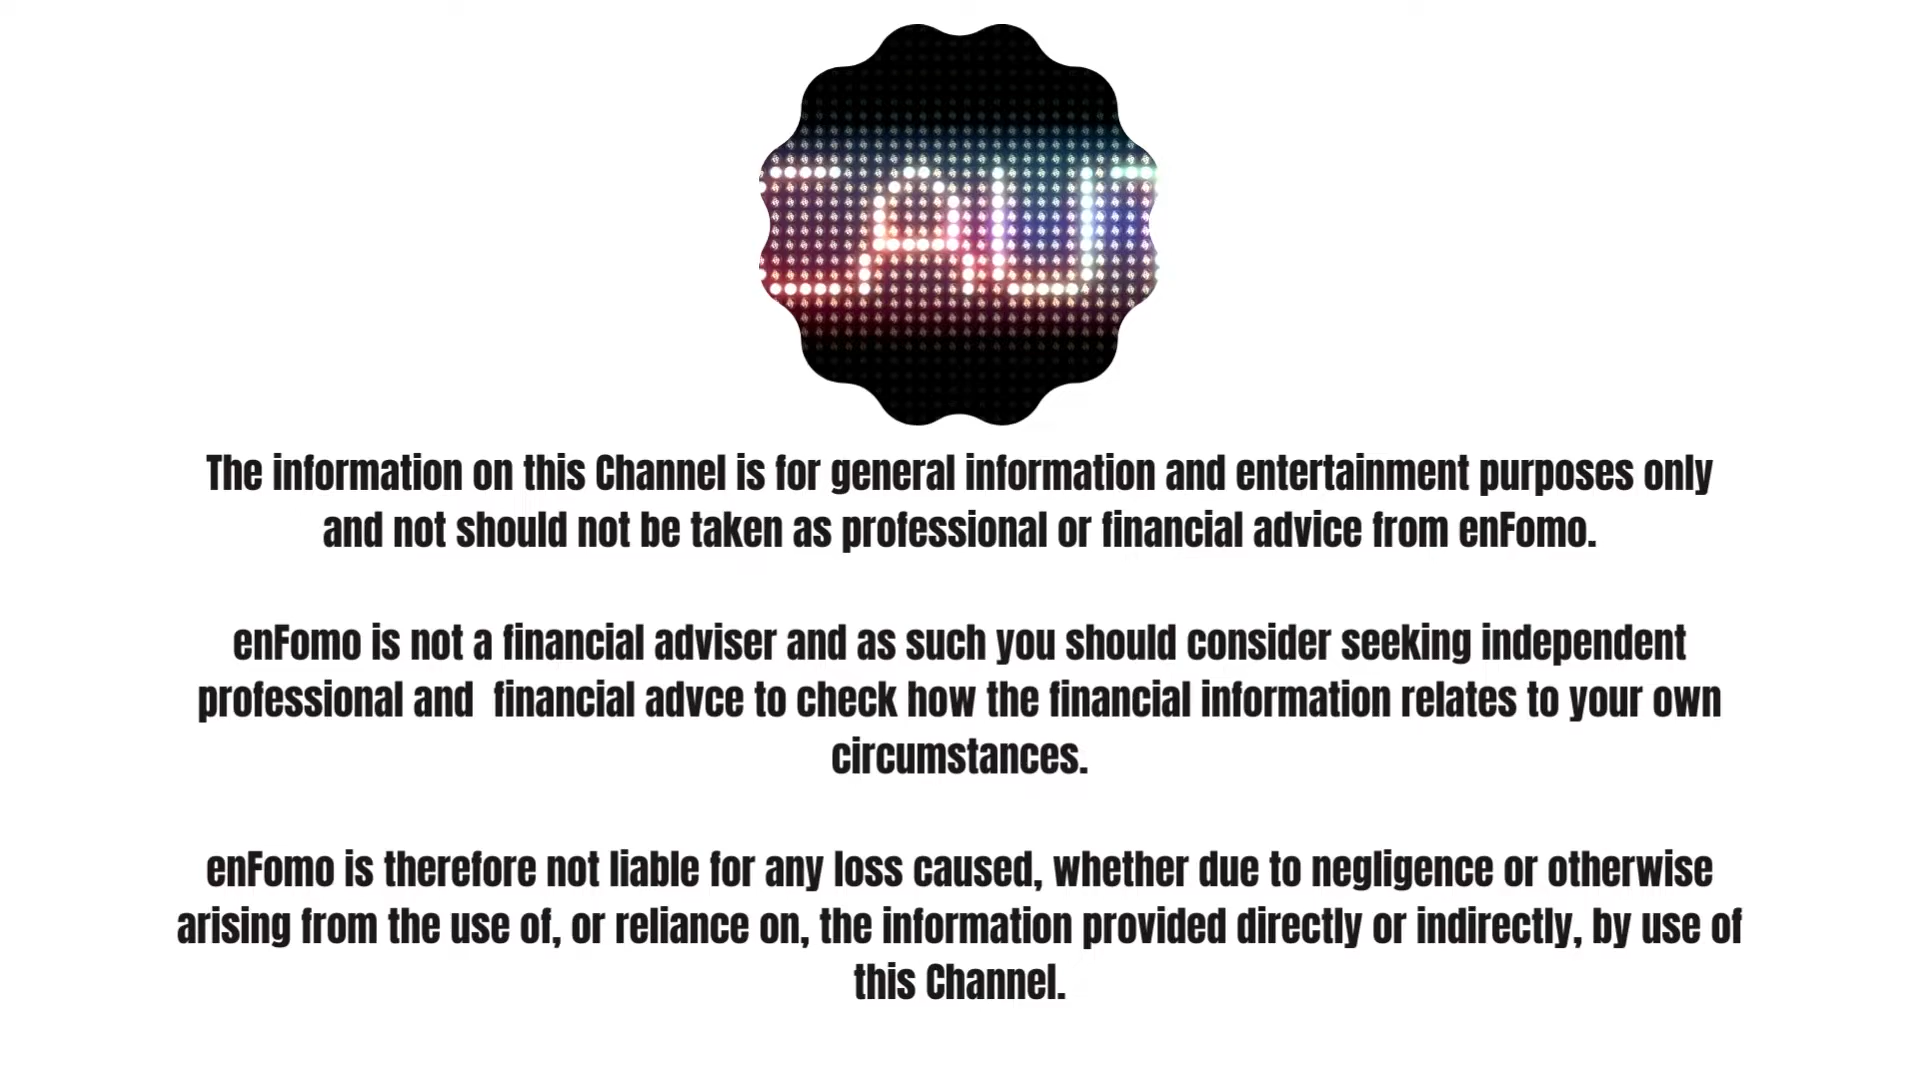 CAU
The information on this Channel is for general information and entertainment purposes only
and not should not be taken as professional or financial advice from enFomo.
enFomo is not a financial adviser and as such you should consider seeking independent
professional and  financial advce to check how the financial information relates to your own
circumstances.
enFomo is therefore not liable for any loss caused, whether due to negligence or otherwise
arising from the use of, or reliance on, the information provided directly or indirectly, by use of
this Channel.